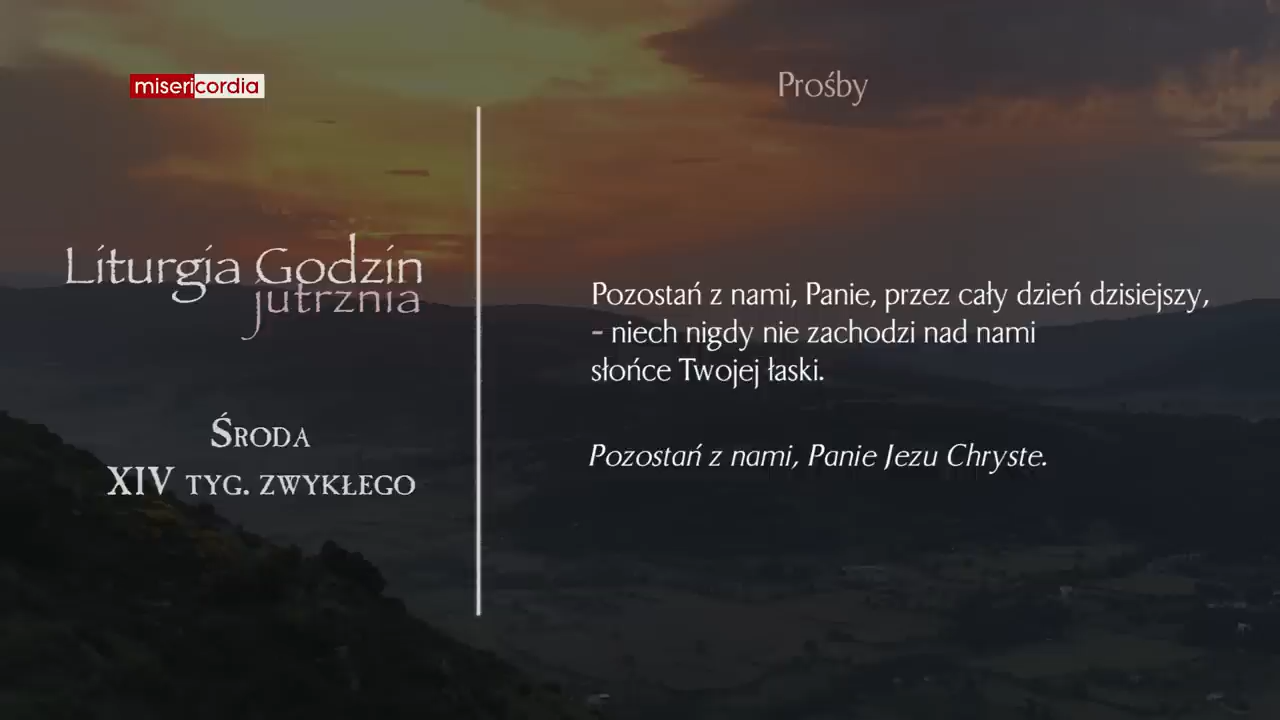 misericordia
Prośby
Liturgia Godzin
jutrznia
Środa
XIV tyg. zwykłego
Pozostań z nami, Panie, przez cały dzień dzisiejszy,
- niech nigdy nie zachodzi nad nami
słońce Twojej łaski.
Pozostań z nami, Panie Jezu Chryste.